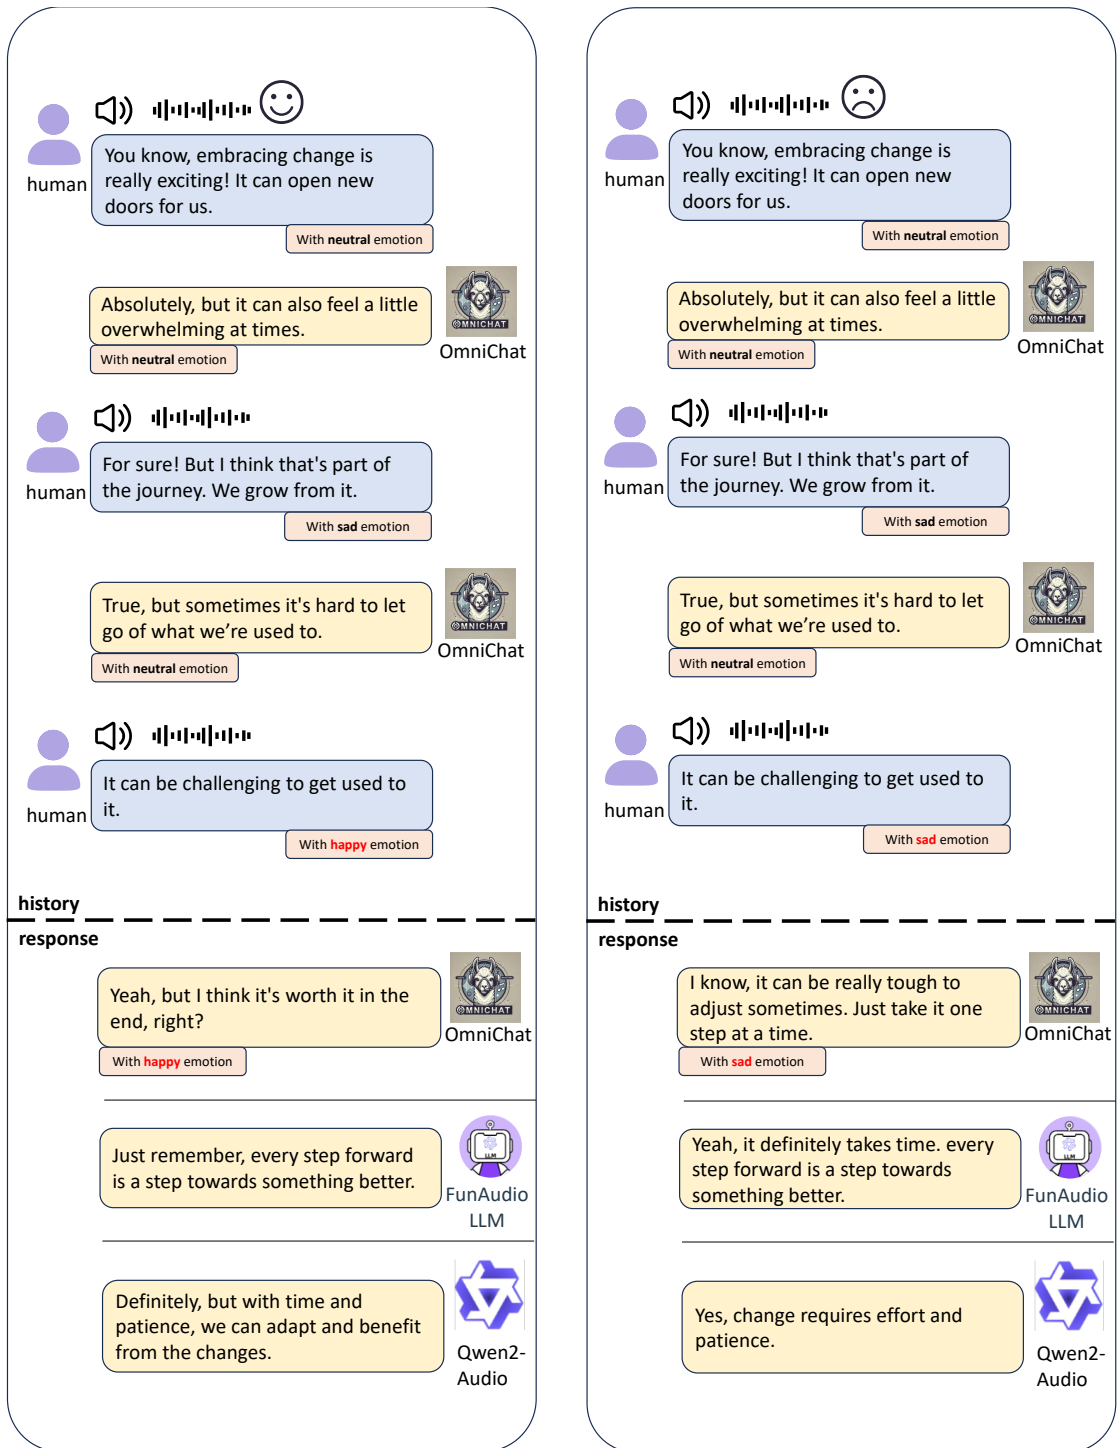 human
You know, embracing change is
really exciting! It can open new
doors for us.
With neutral emotion
Absolutely, but it can also feel a little
overwhelming at times.
With neutral emotion
OMNICHAT
OmniChat
human
For sure! But I think that's part of
the journey. We grow from it.
With sad emotion
True, but sometimes it's hard to let
go of what we’re used to.
With neutral emotion
OMNICHAT
OmniChat
human
It can be challenging to get used to
it.
With happy emotion
history
response
Yeah, but I think it's worth it in the
end, right?
With happy emotion
OMNICHAT
OmniChat
Just remember, every step forward
is a step towards something better.
LLM
FunAudio
LLM
Definitely, but with time and
patience, we can adapt and benefit
from the changes.
Qwen2-
Audio
human
You know, embracing change is
really exciting! It can open new
doors for us.
With neutral emotion
Absolutely, but it can also feel a little
overwhelming at times.
With neutral emotion
OMNICHAT
OmniChat
human
For sure! But I think that's part of
the journey. We grow from it.
With sad emotion
True, but sometimes it's hard to let
go of what we’re used to.
With neutral emotion
OMNICHAT
OmniChat
human
It can be challenging to get used to
it.
With sad emotion
history
response
I know, it can be really tough to
adjust sometimes. Just take it one
step at a time.
With sad emotion
OMNICHAT
OmniChat
Yeah, it definitely takes time. every
step forward is a step towards
something better.
LLM
FunAudio
LLM
Yes, change requires effort and
patience.
Qwen2-
Audio